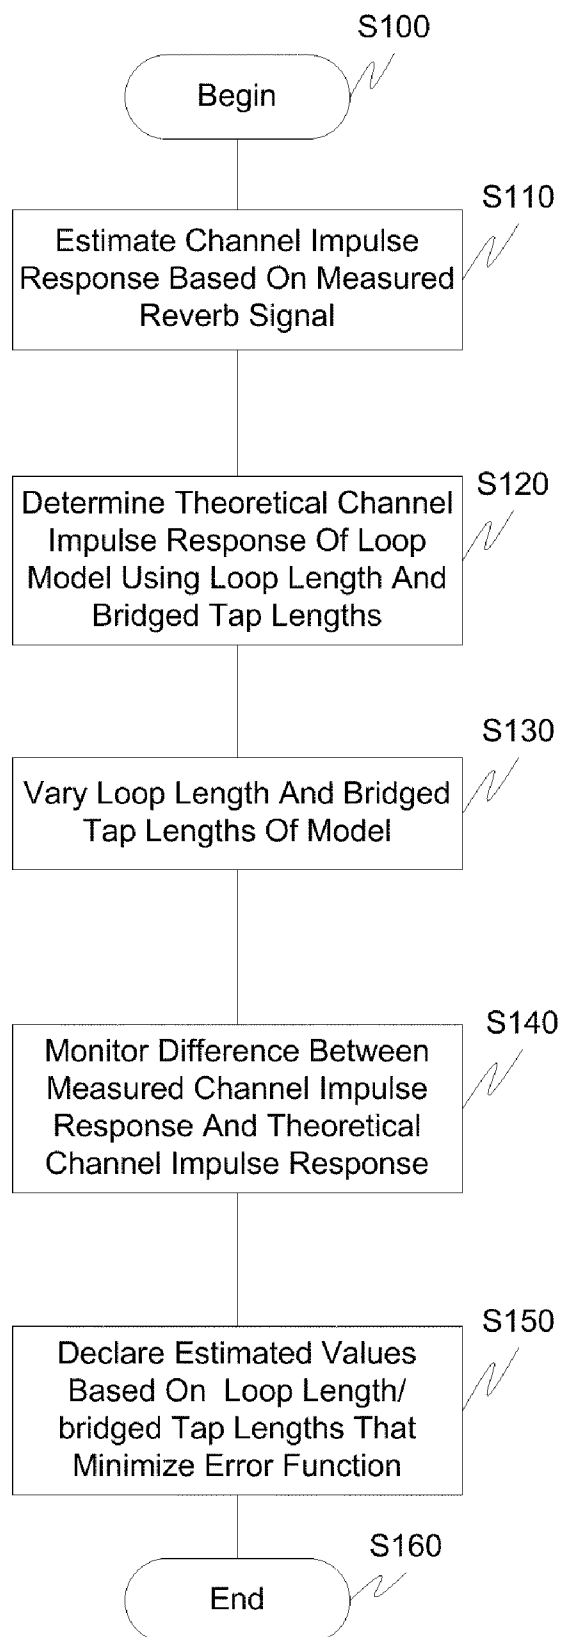 S100
Begin
S110
Estimate Channel Impulse
Response Based On Measured
Reverb Signal
S120
Determine Theoretical Channel
Impulse Response Of Loop
Model Using Loop Length And
Bridged Tap Lengths
S130
Vary Loop Length And Bridged
Tap Lengths Of Model
S140
Monitor Difference Between
Measured Channel Impulse
Response And Theoretical
Channel Impulse Response
S150
Declare Estimated Values
Based On Loop Length/
bridged Tap Lengths That
Minimize Error Function
S160
End